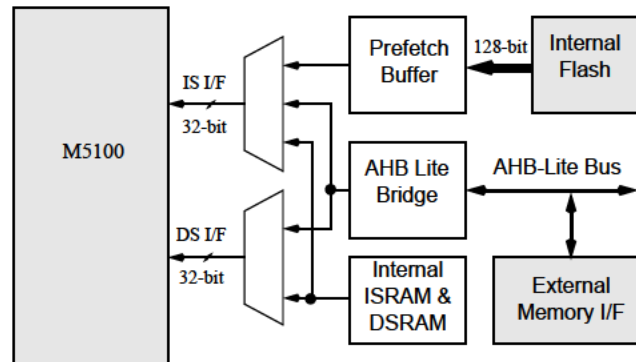 Prefetch
Buffer
128-bit
Internal
Flash
IS I/F
32-bit
M5100
AHB Lite
Bridge
AHB-Lite Bus
DS I/F
32-bit
Internal
ISRAM &
DSRAM
External
Memory I/F